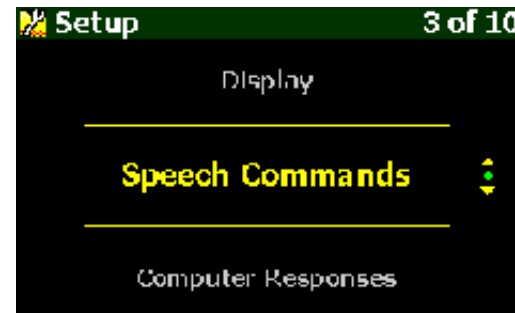 Setup 3 of 10
Display
Speech Commands
Computer Responses